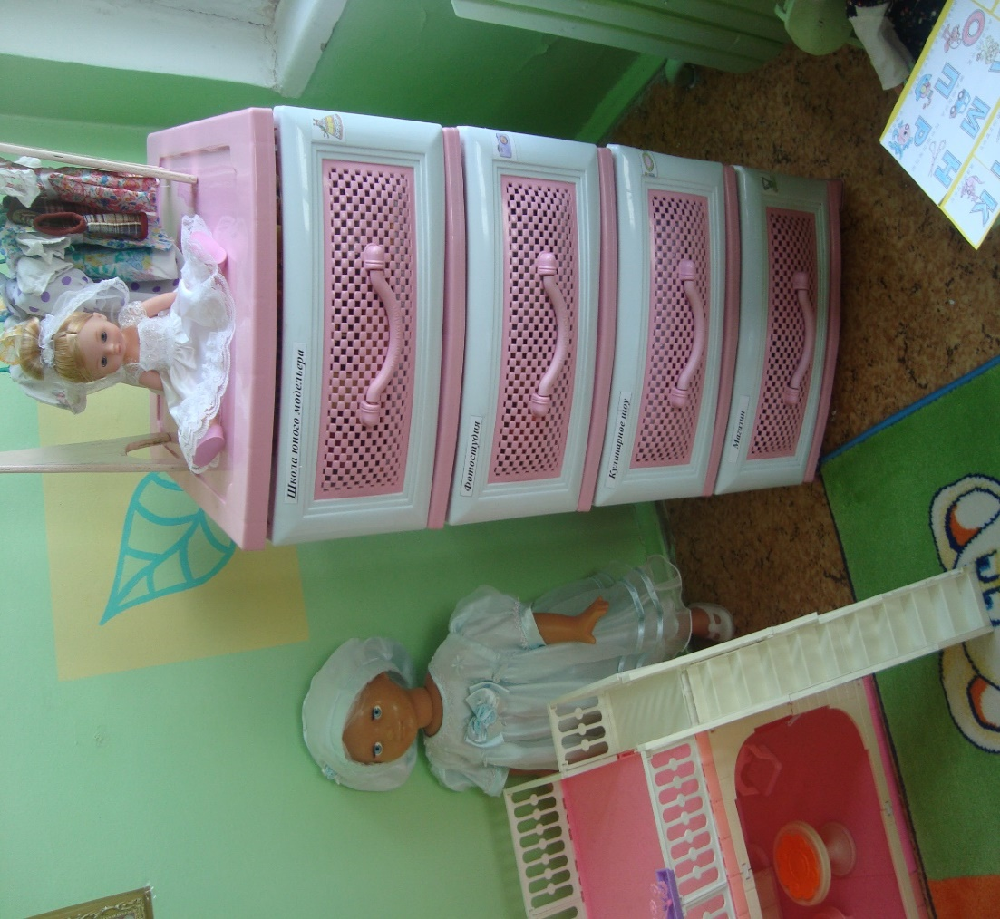 Школа юного модельера
Фотостудия
Кулинарное шоу
Магазин
О
П М
Р Н К